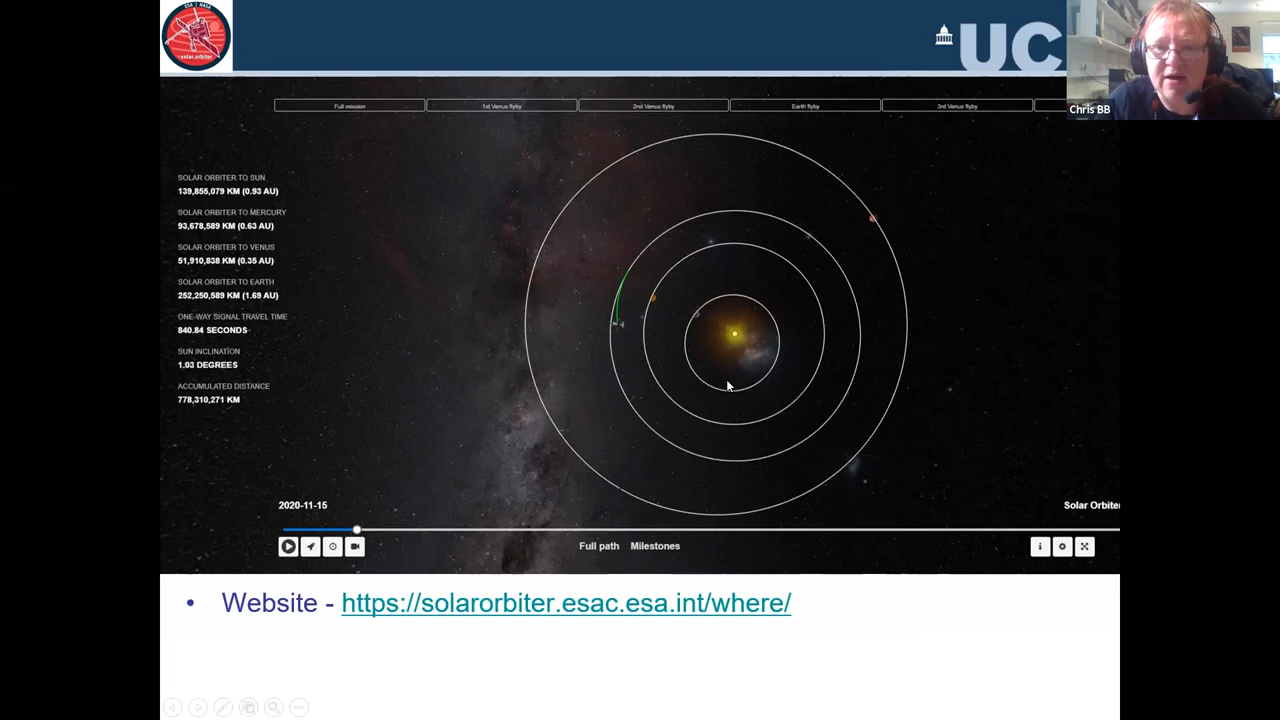 ESA | NASA
solar.orbiter
UC
Chris BB
Full mission
1st Venus flyby
2nd Venus flyby
Earth flyby
3rd Venus flyby
SOLAR ORBITER TO SUN
139,855,079 KM (0.93 AU)
SOLAR ORBITER TO MERCURY
93,678,589 KM (0.63 AU)
SOLAR ORBITER TO VENUS
51,910,838 KM (0.35 AU)
SOLAR ORBITER TO EARTH
252,250,589 KM (1.69 AU)
ONE-WAY SIGNAL TRAVEL TIME
840.84 SECONDS
SUN INCLINATION
1.03 DEGREES
ACCUMULATED DISTANCE
778,310,271 KM
2020-11-15
Solar Orbiter
Full path Milestones
• Website - https://solarorbiter.esac.esa.int/where/